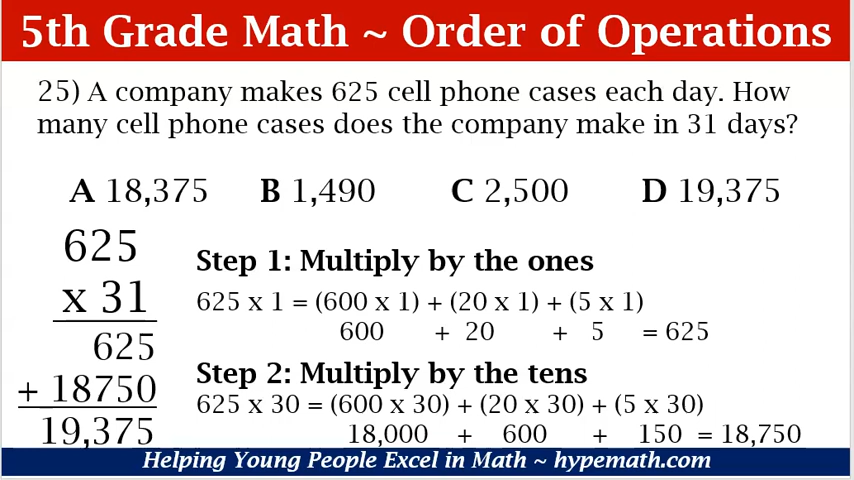 5th Grade Math ~ Order of Operations
25) A company makes 625 cell phone cases each day. How
many cell phone cases does the company make in 31 days?
A 18,375 B 1,490 C 2,500 D 19,375
625
x 31
625
+ 18750
19,375
Step 1: Multiply by the ones
625 x 1 = (600 x 1) + (20 x 1) + (5 x 1)
600 + 20 + 5 = 625
Step 2: Multiply by the tens
625 x 30 = (600 x 30) + (20 x 30) + (5 x 30)
18,000 + 600 + 150 = 18,750
Helping Young People Excel in Math ~ hypemath.com